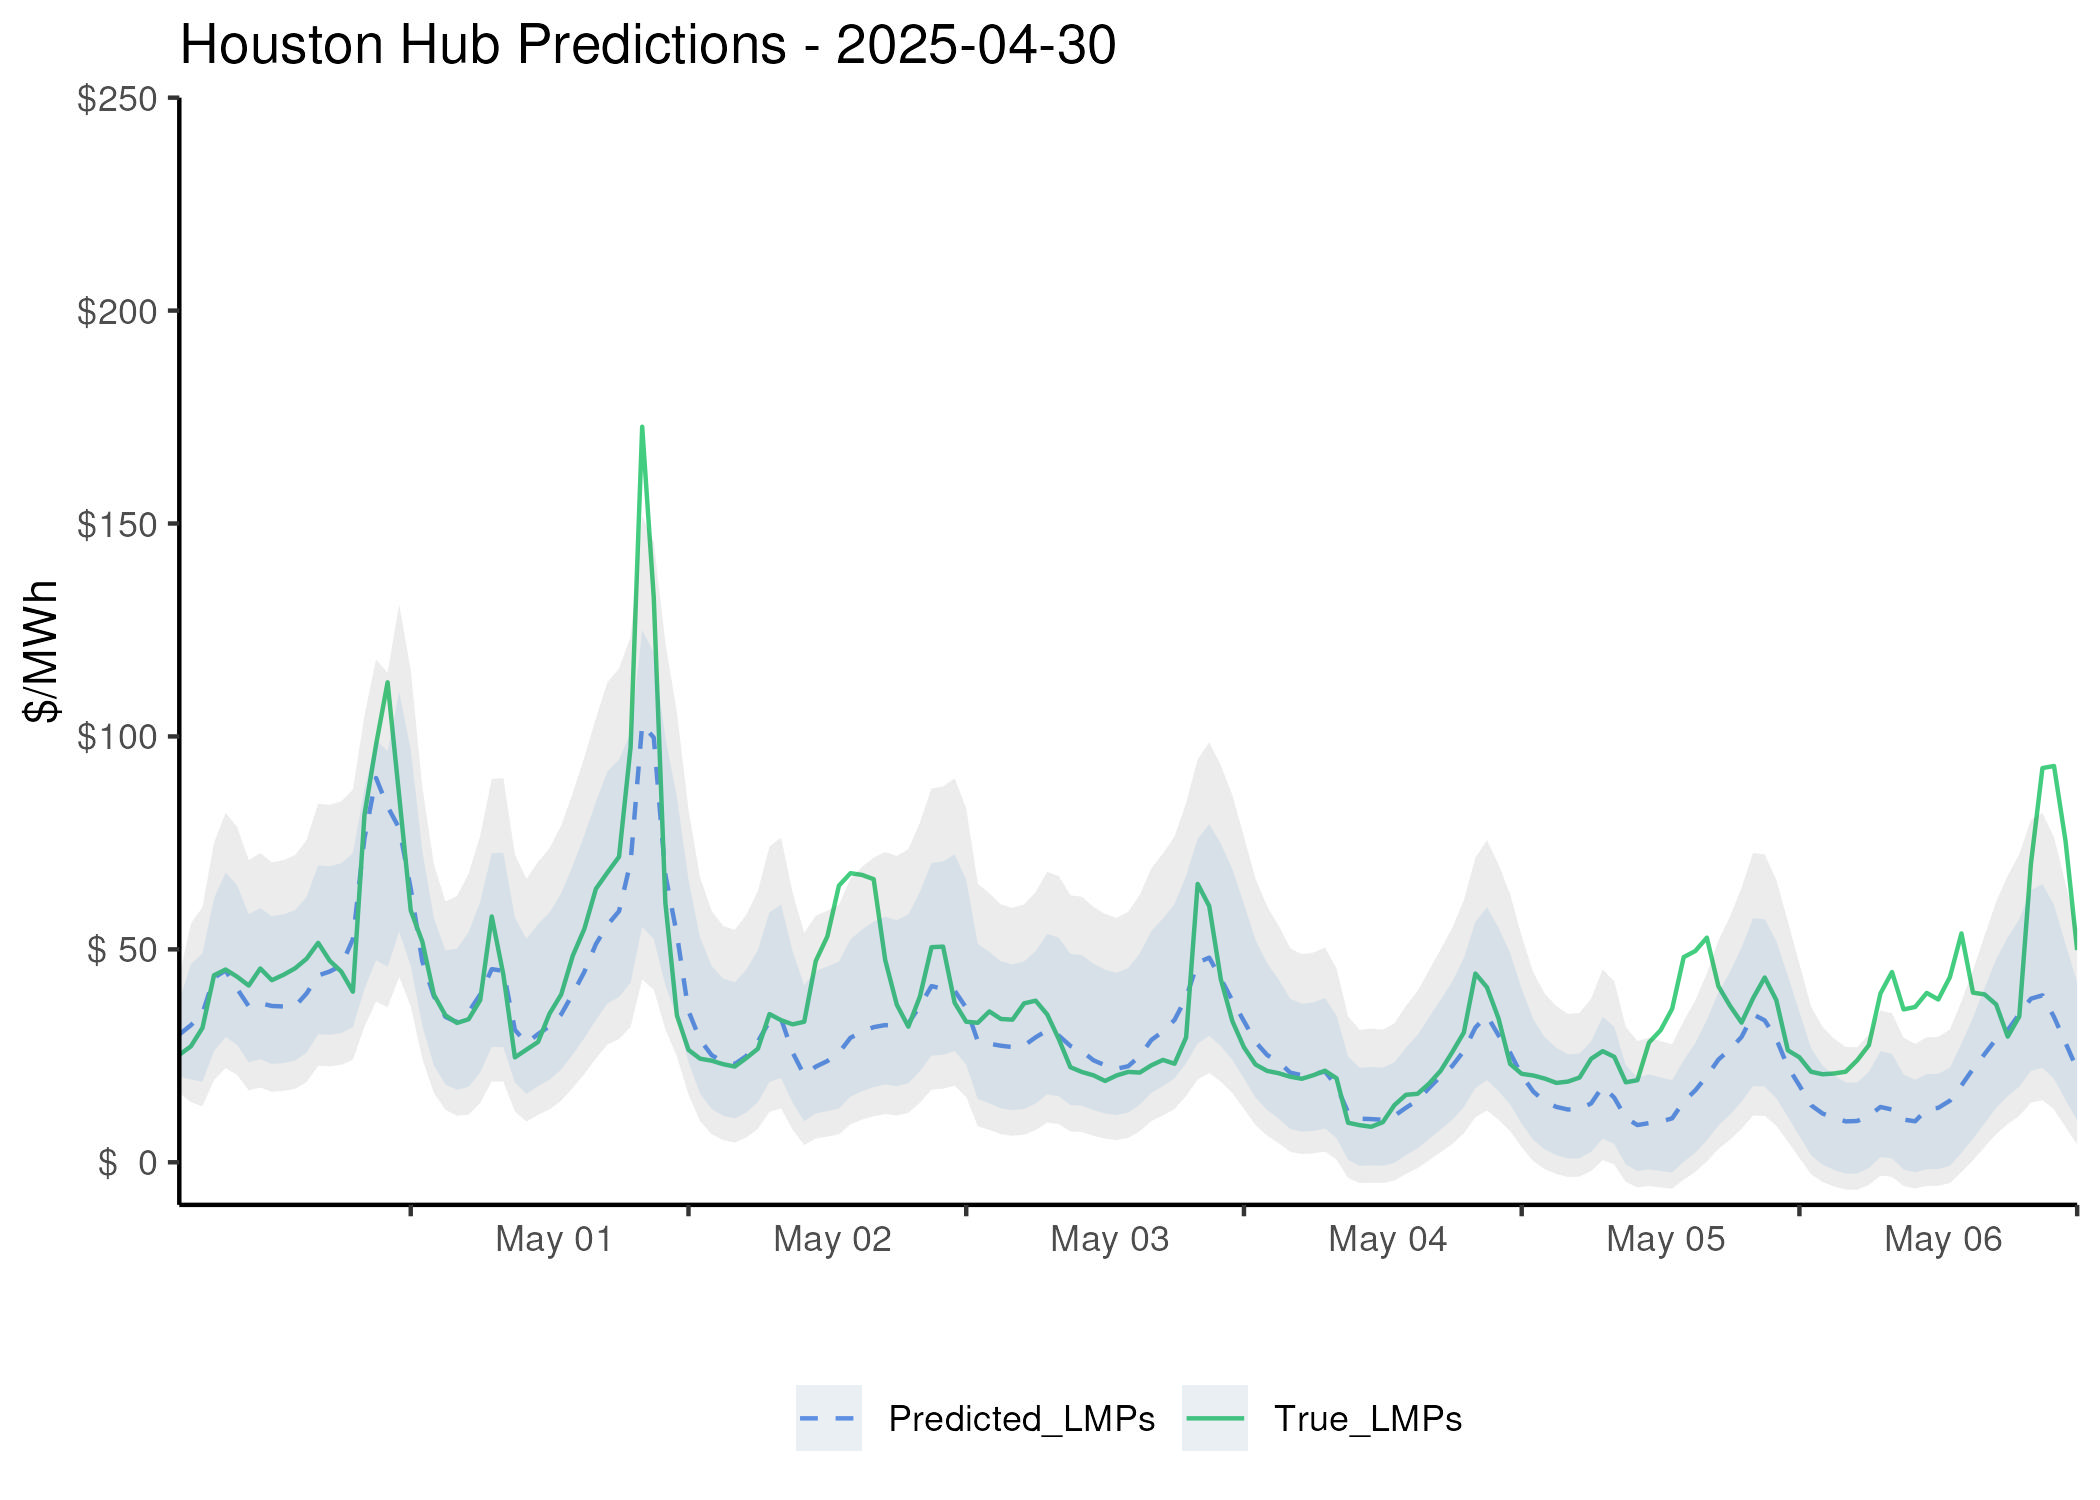 Houston Hub Predictions - 2025-04-30
$250
$200
$150
$100
$ 50
$  0
$/MWh
May 01
May 02
May 03
May 04
May 05
May 06
Predicted_LMPs
True_LMPs